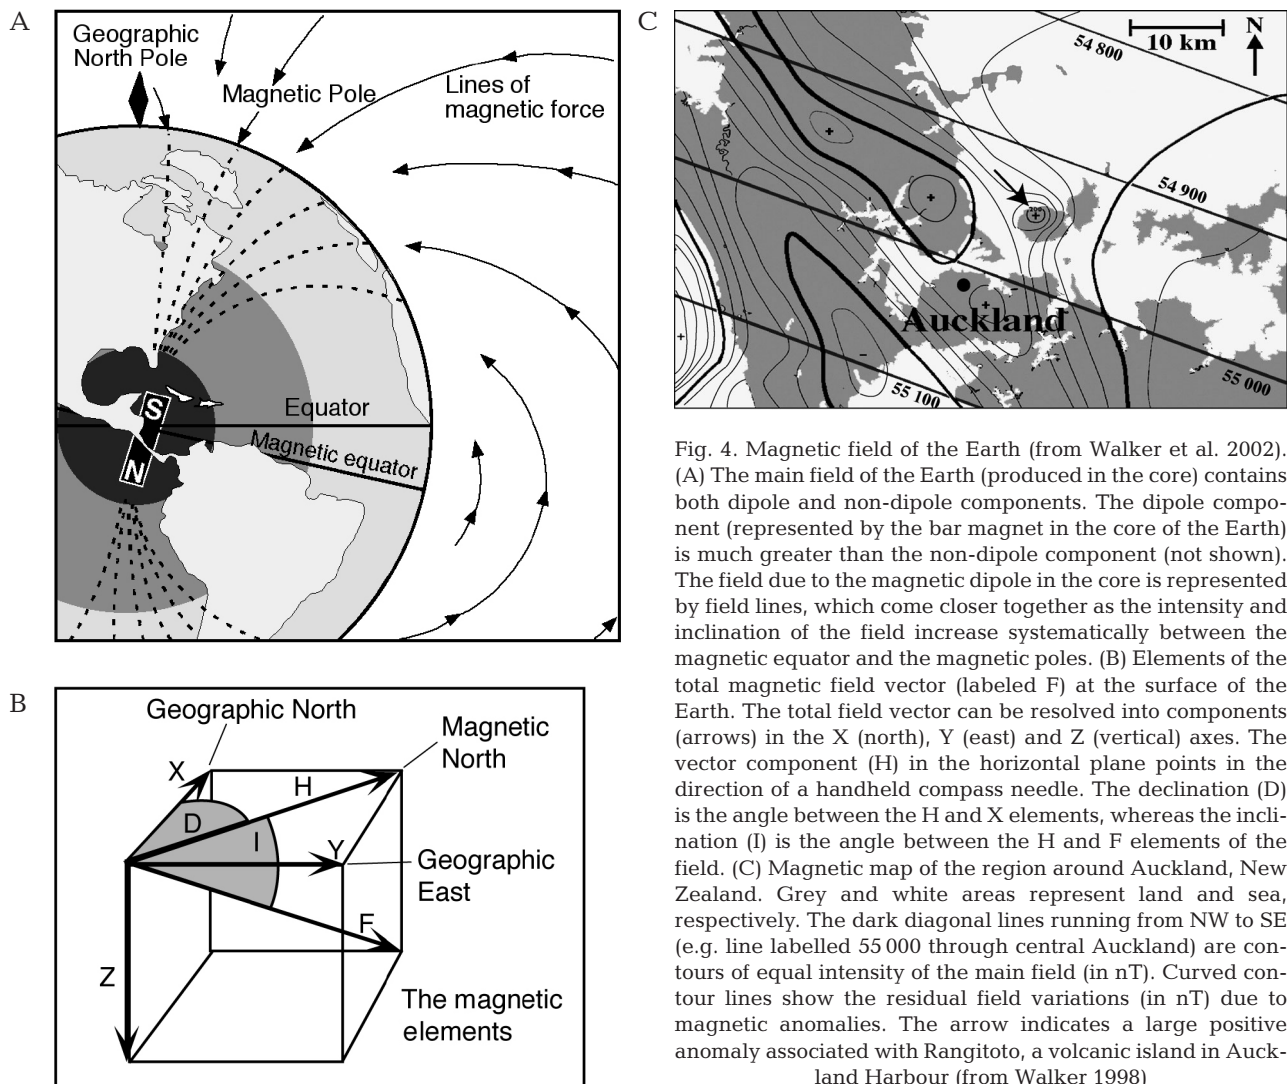 A
Geographic
North Pole
Magnetic Pole
Lines of
magnetic force
S
N
Equator
Magnetic equator
B
Geographic North
Magnetic
North
X
H
D
I
Y
Geographic
East
F
Z
The magnetic
elements
C
54 800
10 km
N
54 900
Auckland
55 100
55 000
Fig. 4. Magnetic field of the Earth (from Walker et al. 2002).
(A) The main field of the Earth (produced in the core) contains
both dipole and non-dipole components. The dipole compo-
nent (represented by the bar magnet in the core of the Earth)
is much greater than the non-dipole component (not shown).
The field due to the magnetic dipole in the core is represented
by field lines, which come closer together as the intensity and
inclination of the field increase systematically between the
magnetic equator and the magnetic poles. (B) Elements of the
total magnetic field vector (labeled F) at the surface of the
Earth. The total field vector can be resolved into components
(arrows) in the X (north), Y (east) and Z (vertical) axes. The
vector component (H) in the horizontal plane points in the
direction of a handheld compass needle. The declination (D)
is the angle between the H and X elements, whereas the incli-
nation (I) is the angle between the H and F elements of the
field. (C) Magnetic map of the region around Auckland, New
Zealand. Grey and white areas represent land and sea,
respectively. The dark diagonal lines running from NW to SE
(e.g. line labelled 55 000 through central Auckland) are con-
tours of equal intensity of the main field (in nT). Curved con-
tour lines show the residual field variations (in nT) due to
magnetic anomalies. The arrow indicates a large positive
anomaly associated with Rangitoto, a volcanic island in Auck-
land Harbour (from Walker 1998)